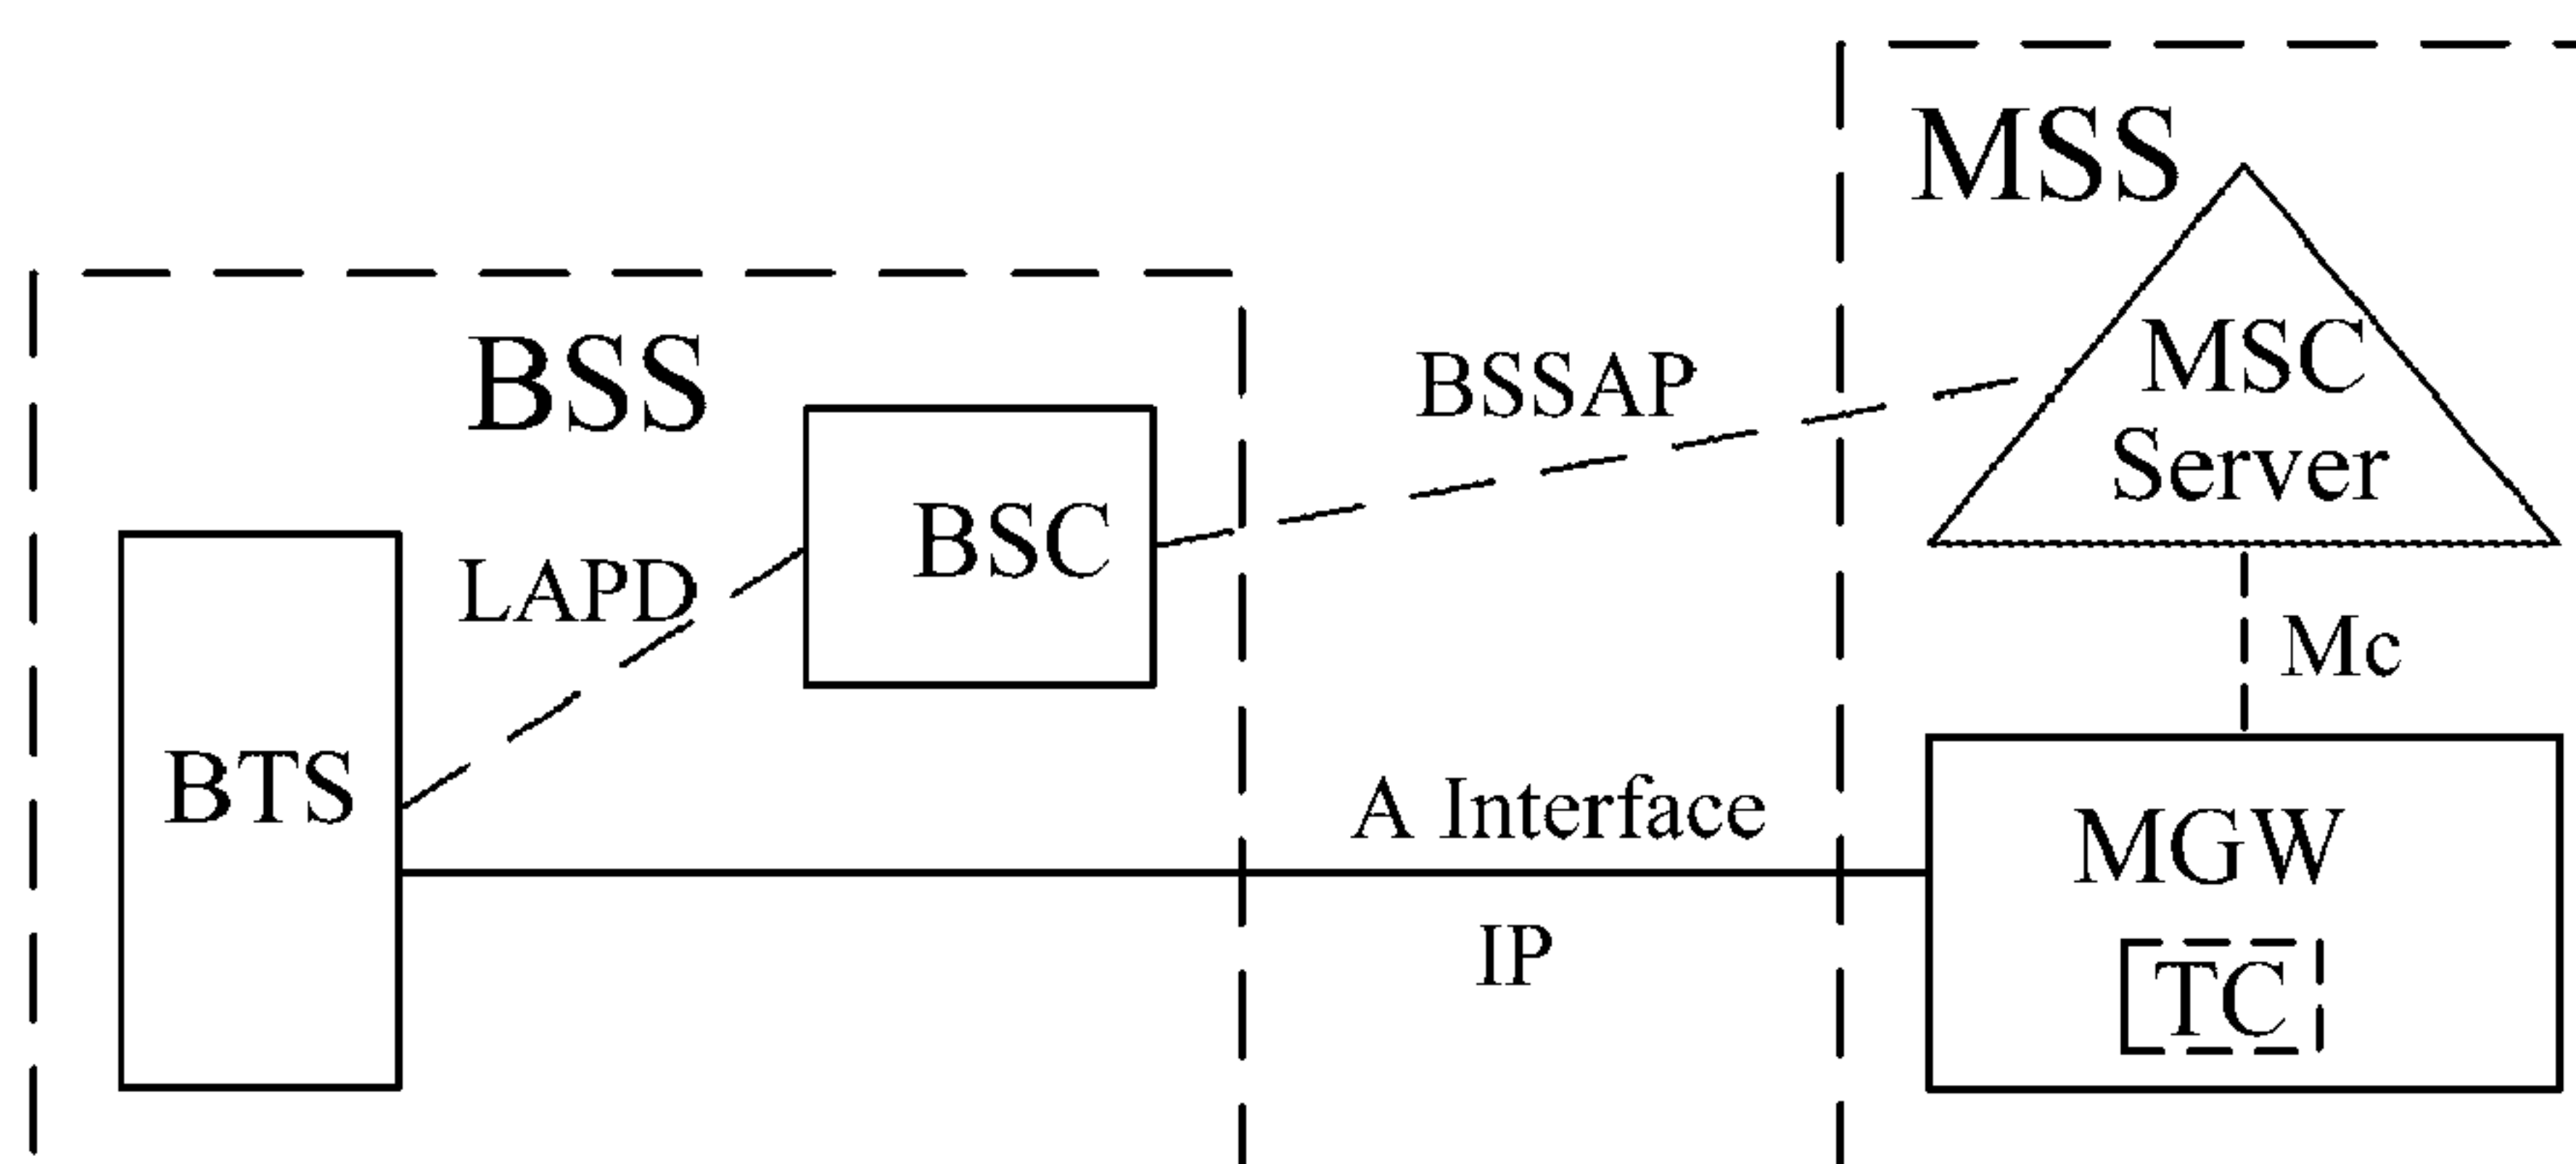 MSS
BSS
BSSAP
MSC
Server
LAPD
BSC
Mc
BTS
A Interface
IP
MGW
TC